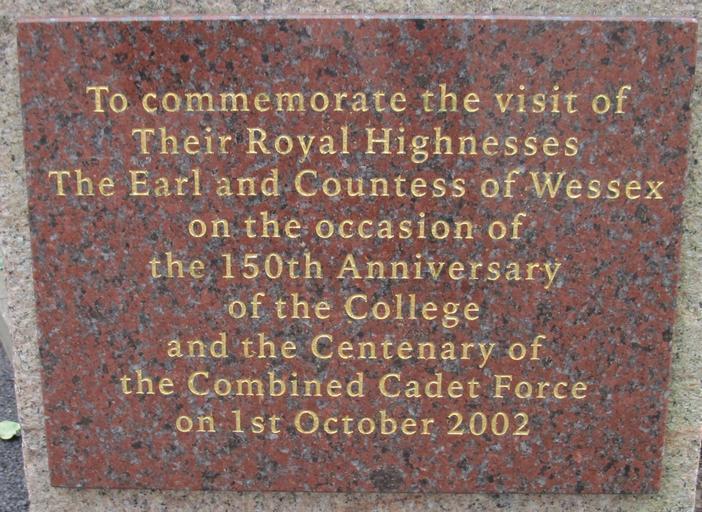 To commemorate the visit of
Their Royal Highnesses
The Earl and Countess of Wessex
on the occasion of
the 150th Anniversary
of the College
and the Centenary of
the Combined Cadet Force
on 1st October 2002